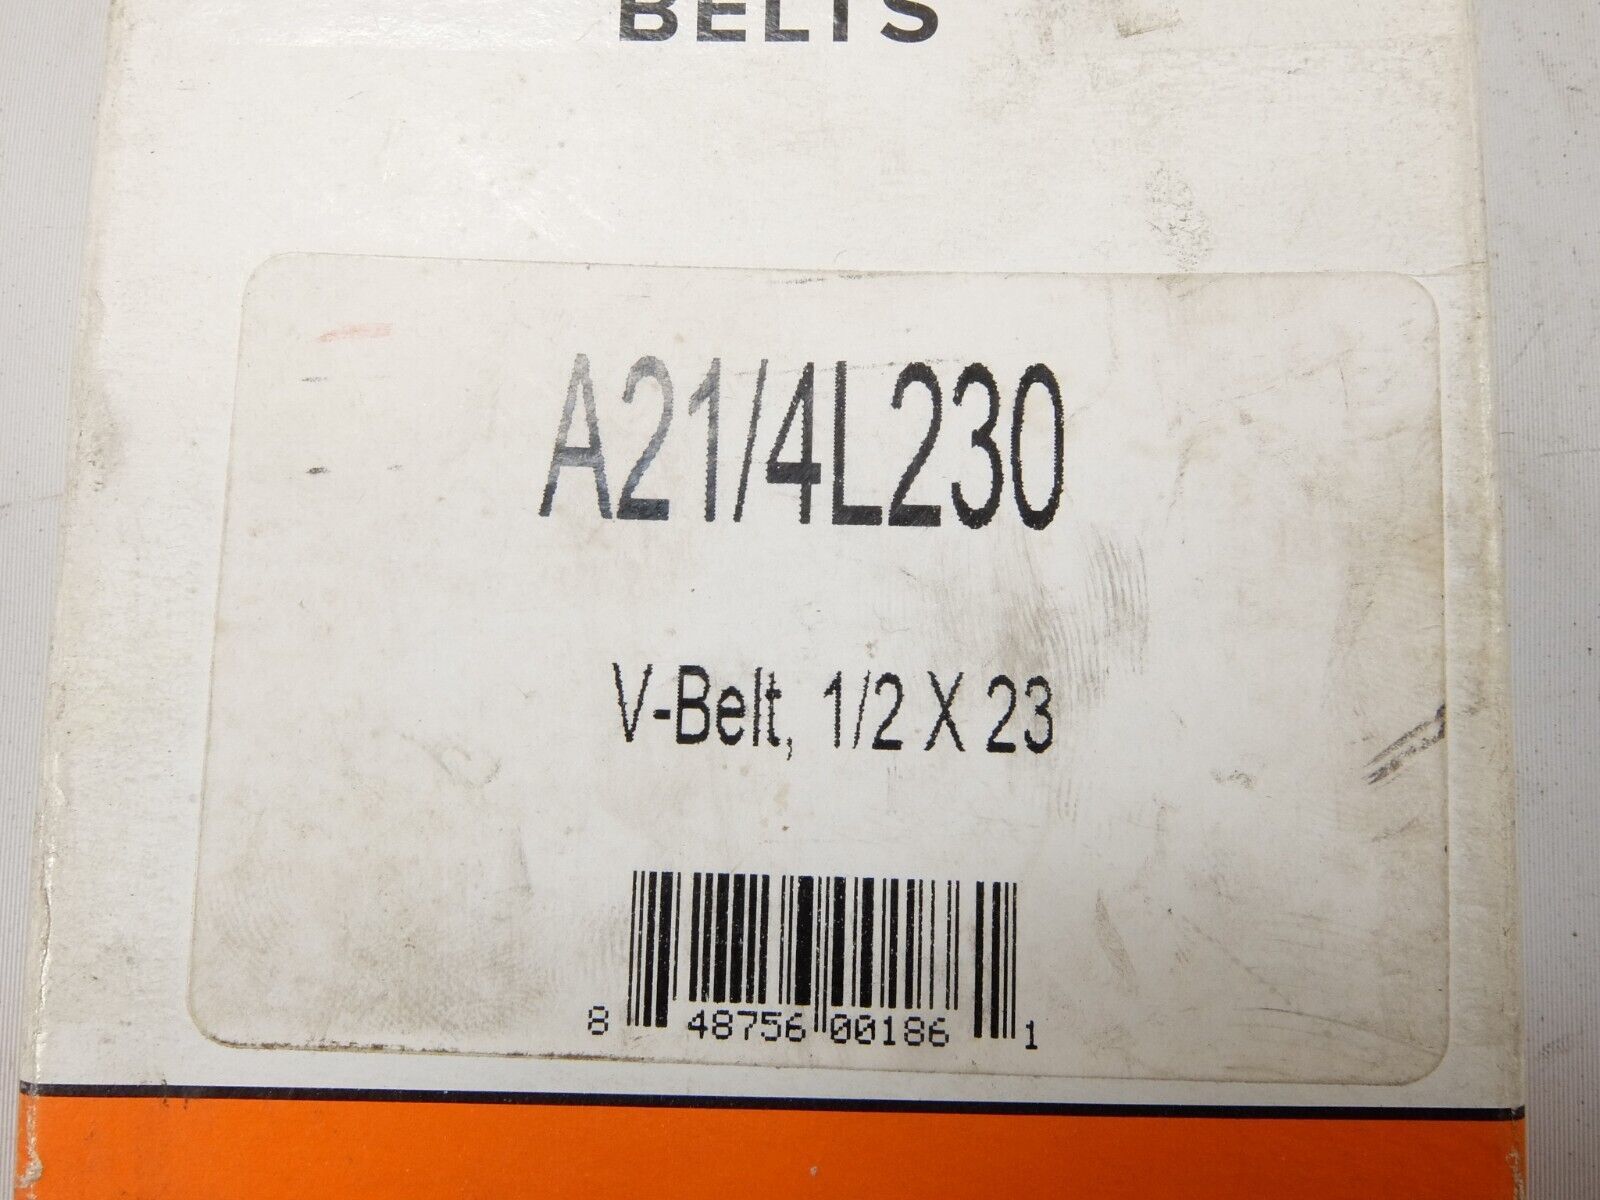 BELTS
A21/4L230
V-Belt, 1/2 X 23
8 48756 00186 1